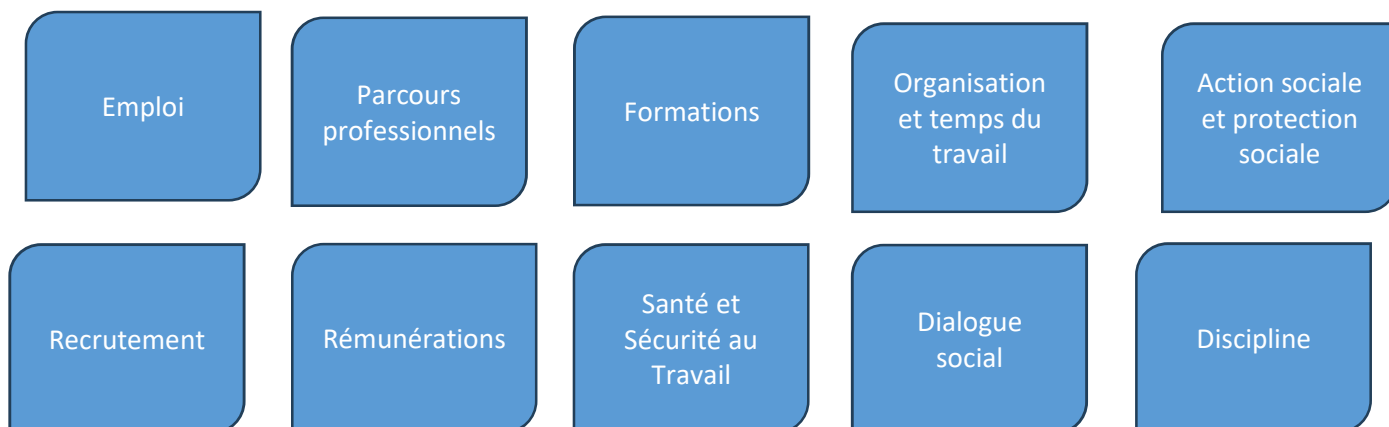 Emploi
Parcours
professionnels
Formations
Organisation
et temps du
travail
Action sociale
et protection
sociale
Recrutement
Rémunérations
Santé et
Sécurité au
Travail
Dialogue
social
Discipline